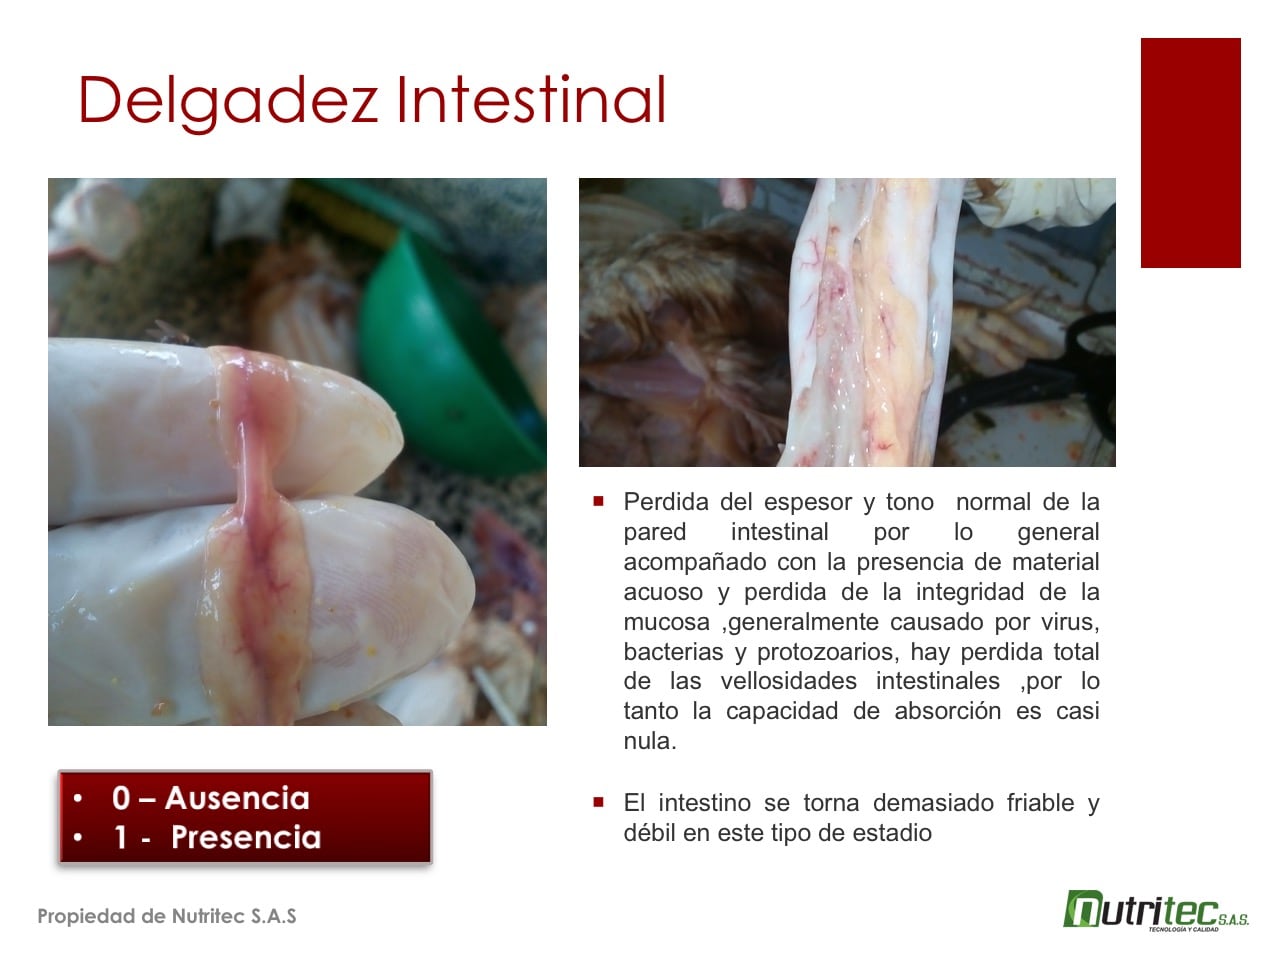 Delgadez Intestinal
Perdida del espesor y tono normal de la
pared intestinal por lo general
acompañado con la presencia de material
acuoso y perdida de la integridad de la
mucosa ,generalmente causado por virus,
bacterias y protozoarios, hay perdida total
de las vellosidades intestinales ,por lo
tanto la capacidad de absorción es casi
nula.
El intestino se torna demasiado friable y
débil en este tipo de estadio
• 0 – Ausencia
• 1 - Presencia
Propiedad de Nutritec S.A.S
nutritec S.A.S.
TECNOLOGÍA Y CALIDAD